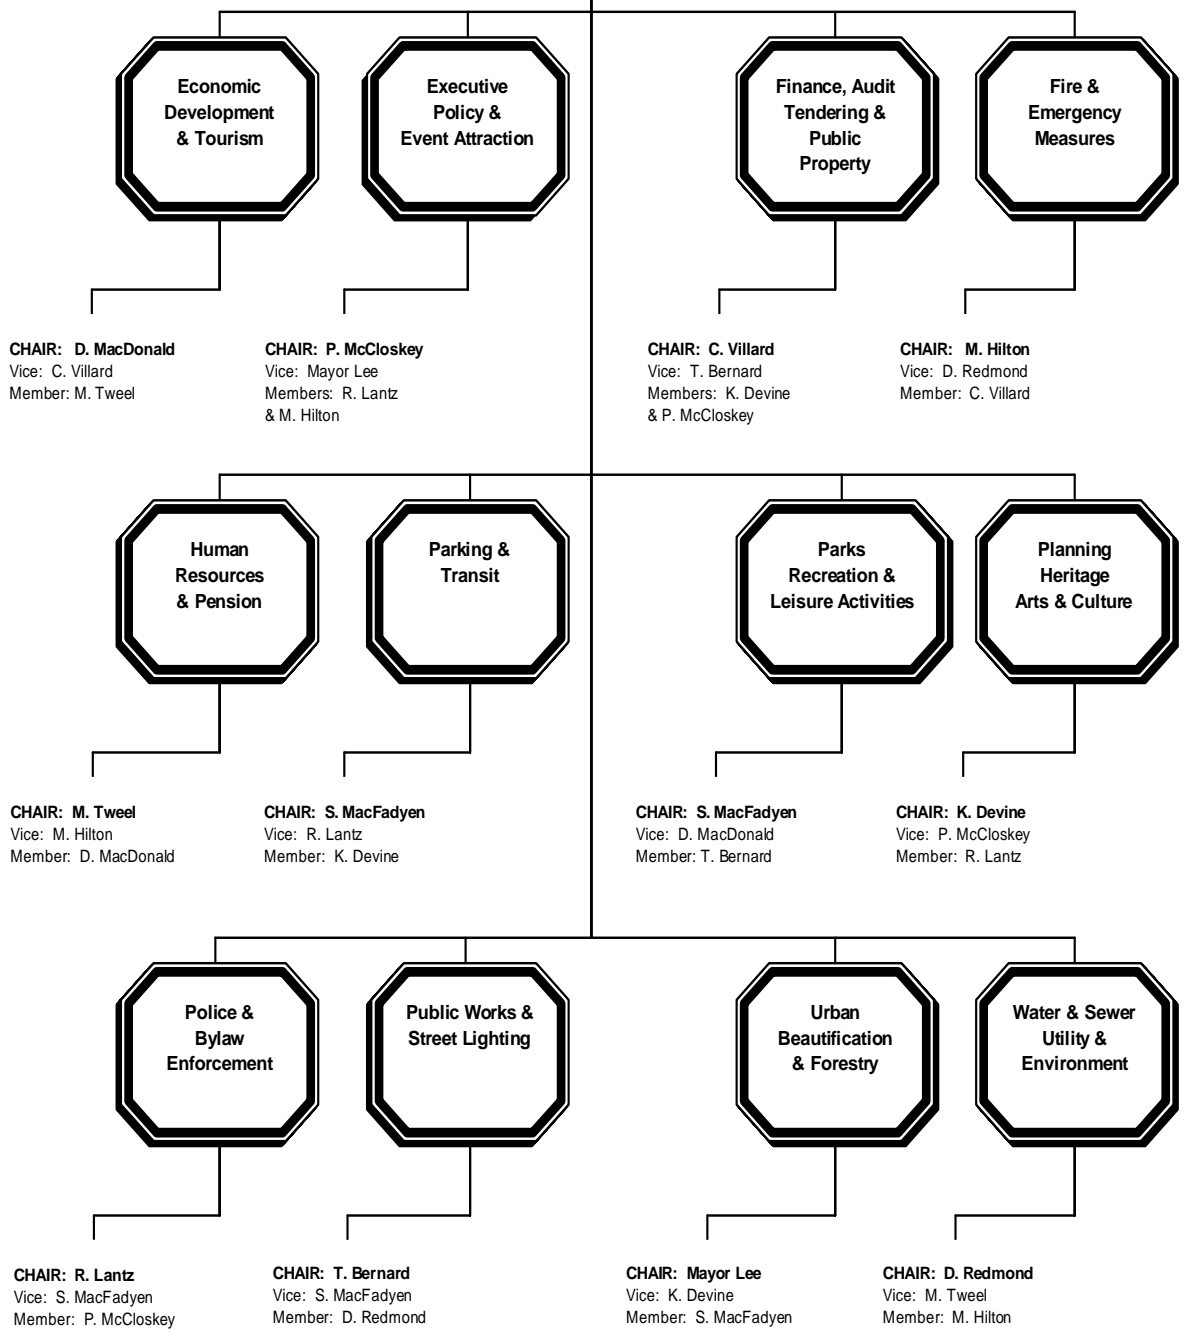 Economic
Development
& Tourism
Executive
Policy &
Event Attraction
Finance, Audit
Tendering &
Public
Property
Fire &
Emergency
Measures
CHAIR: D. MacDonald
Vice: C. Villard
Member: M. Tweel
CHAIR: P. McCloskey
Vice: Mayor Lee
Members: R. Lantz
& M. Hilton
CHAIR: C. Villard
Vice: T. Bernard
Members: K. Devine
& P. McCloskey
CHAIR: M. Hilton
Vice: D. Redmond
Member: C. Villard
Human
Resources
& Pension
Parking &
Transit
Parks
Recreation &
Leisure Activities
Planning
Heritage
Arts & Culture
CHAIR: M. Tweel
Vice: M. Hilton
Member: D. MacDonald
CHAIR: S. MacFadyen
Vice: R. Lantz
Member: K. Devine
CHAIR: S. MacFadyen
Vice: D. MacDonald
Member: T. Bernard
CHAIR: K. Devine
Vice: P. McCloskey
Member: R. Lantz
Police &
Bylaw
Enforcement
Public Works &
Street Lighting
Urban
Beautification
& Forestry
Water & Sewer
Utility &
Environment
CHAIR: R. Lantz
Vice: S. MacFadyen
Member: P. McCloskey
CHAIR: T. Bernard
Vice: S. MacFadyen
Member: D. Redmond
CHAIR: Mayor Lee
Vice: K. Devine
Member: S. MacFadyen
CHAIR: D. Redmond
Vice: M. Tweel
Member: M. Hilton